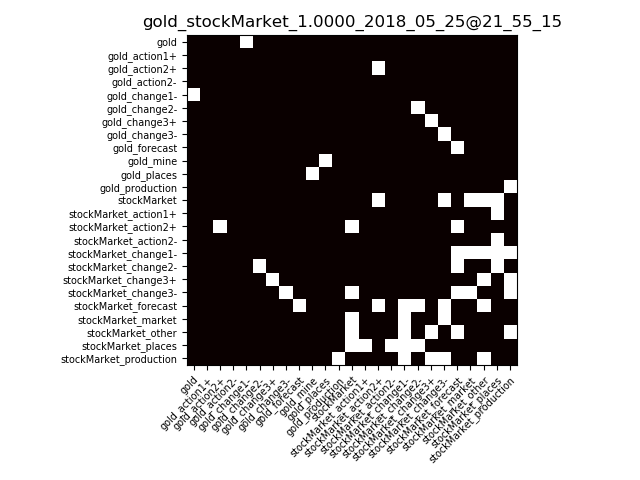 gold_stockMarket_1.0000_2018_05_25@21_55_15
gold
gold_action1+
gold_action2+
gold_action2-
gold_change1-
gold_change2-
gold_change3+
gold_change3-
gold_forecast
gold_mine
gold_places
gold_production
stockMarket
stockMarket_action1+
stockMarket_action2+
stockMarket_action2-
stockMarket_change1-
stockMarket_change2-
stockMarket_change3+
stockMarket_change3-
stockMarket_forecast
stockMarket_market
stockMarket_other
stockMarket_places
stockMarket_production
gold
gold_action1+
gold_action2+
gold_action2-
gold_change1-
gold_change2-
gold_change3+
gold_change3-
gold_forecast
gold_mine
gold_places
gold_production
stockMarket
stockMarket_action1+
stockMarket_action2+
stockMarket_action2-
stockMarket_change1-
stockMarket_change2-
stockMarket_change3+
stockMarket_change3-
stockMarket_forecast
stockMarket_market
stockMarket_other
stockMarket_places
stockMarket_production